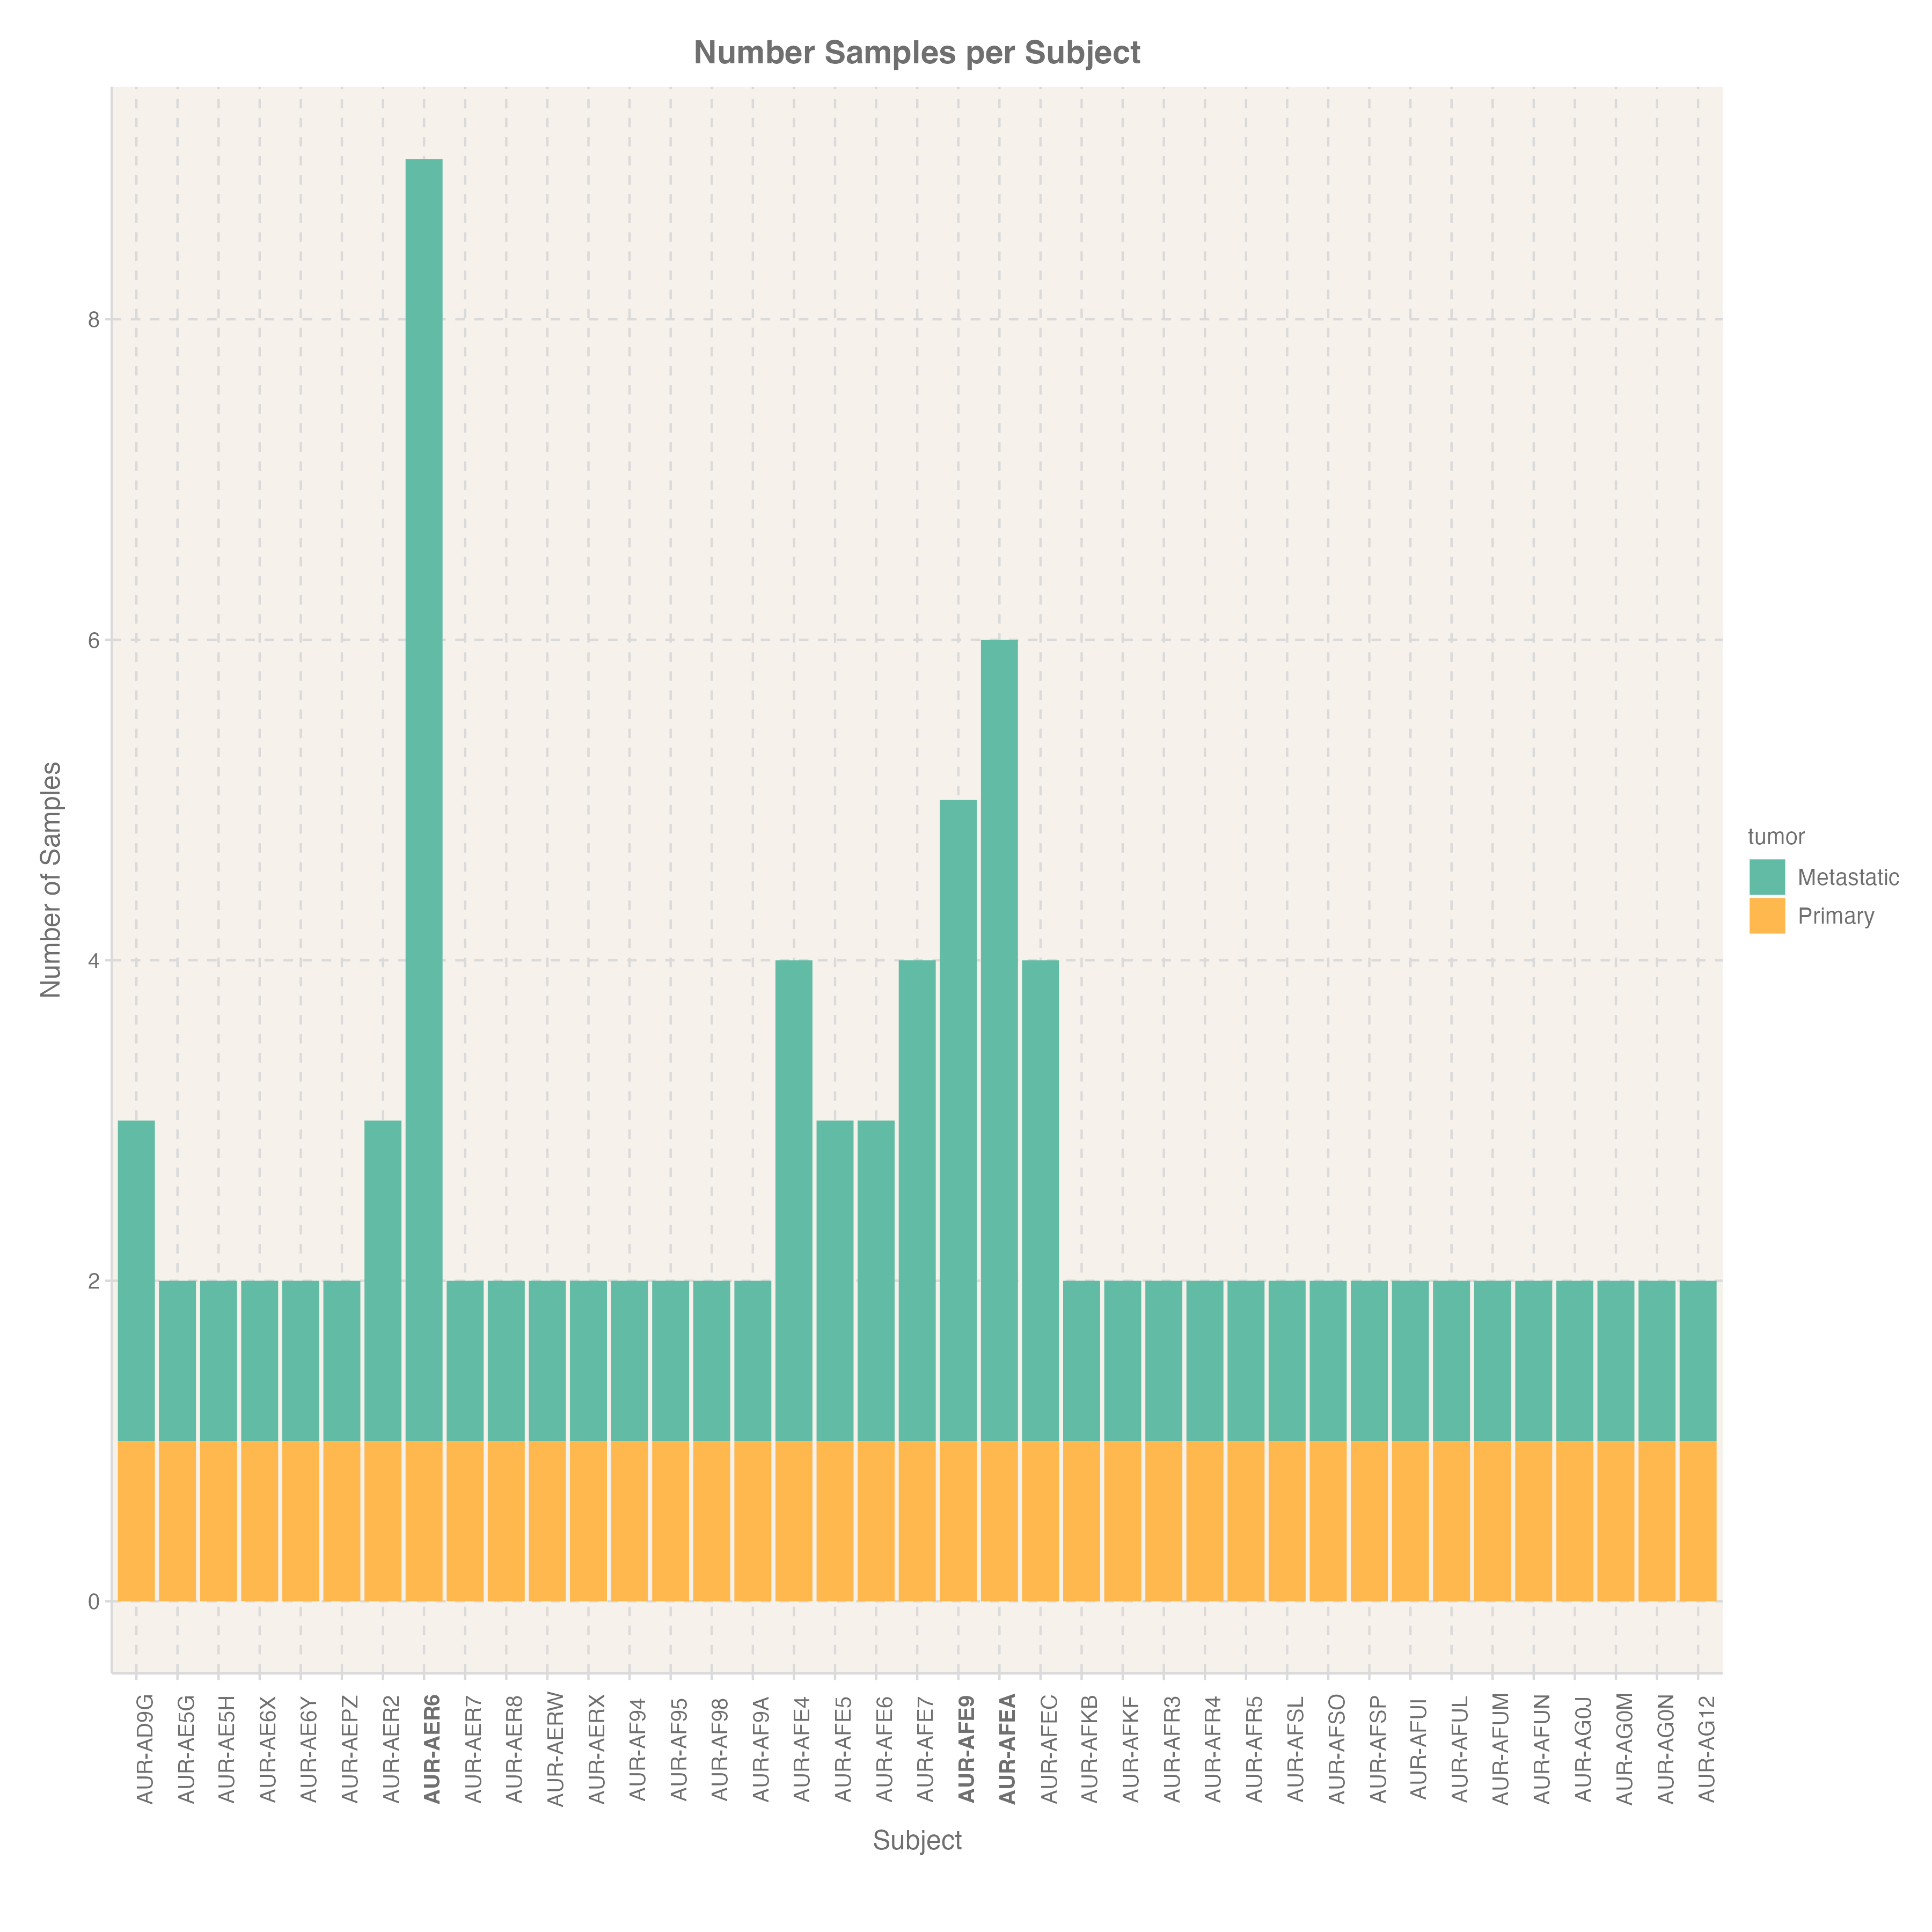 Number Samples per Subject
Number of Samples
8
6
4
2
0
AUR-AD9G
AUR-AE5G
AUR-AE5H
AUR-AE6X
AUR-AE6Y
AUR-AEPZ
AUR-AER2
AUR-AER6
AUR-AER7
AUR-AER8
AUR-AERW
AUR-AERX
AUR-AF94
AUR-AF95
AUR-AF98
AUR-AF9A
AUR-AFE4
AUR-AFE5
AUR-AFE6
AUR-AFE7
AUR-AFE9
AUR-AFEA
AUR-AFEC
AUR-AFKB
AUR-AFKF
AUR-AFR3
AUR-AFR4
AUR-AFR5
AUR-AFSL
AUR-AFSO
AUR-AFSP
AUR-AFUI
AUR-AFUL
AUR-AFUM
AUR-AFUN
AUR-AG0J
AUR-AG0M
AUR-AG0N
AUR-AG12
Subject
tumor
Metastatic
Primary